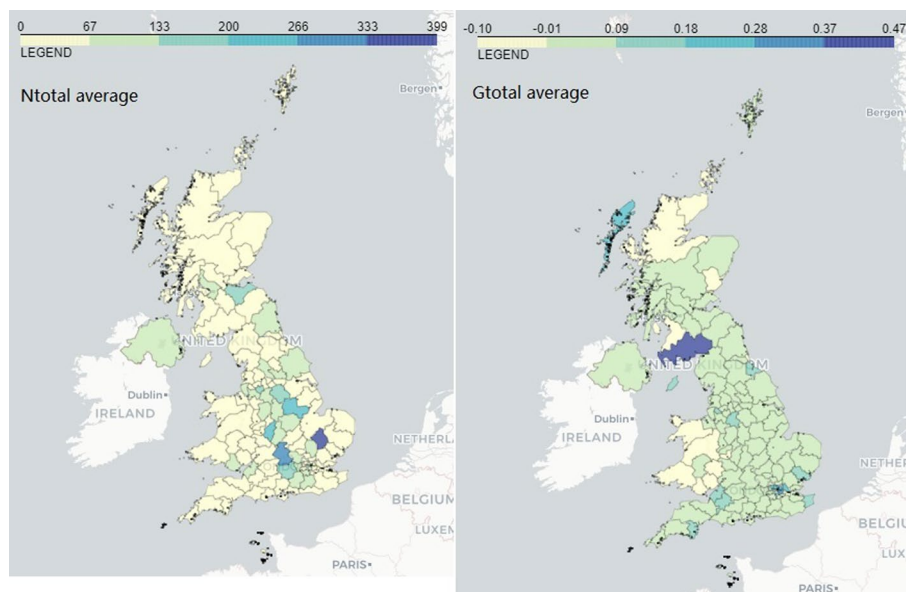 0 67 133 200 266 333 399
LEGEND
Ntotal average
Bergen
UNITED KINGDOM
Dublin
IRELAND
NETHERL
BELGIUM
LUXEM
PARIS
-0.10 -0.01 0.09 0.18 0.28 0.37 0.47
LEGEND
Gtotal average
Bergen
UNITED KINGDOM
Dublin
IRELAND
NETHER
BELGIU
LUX
PARIS